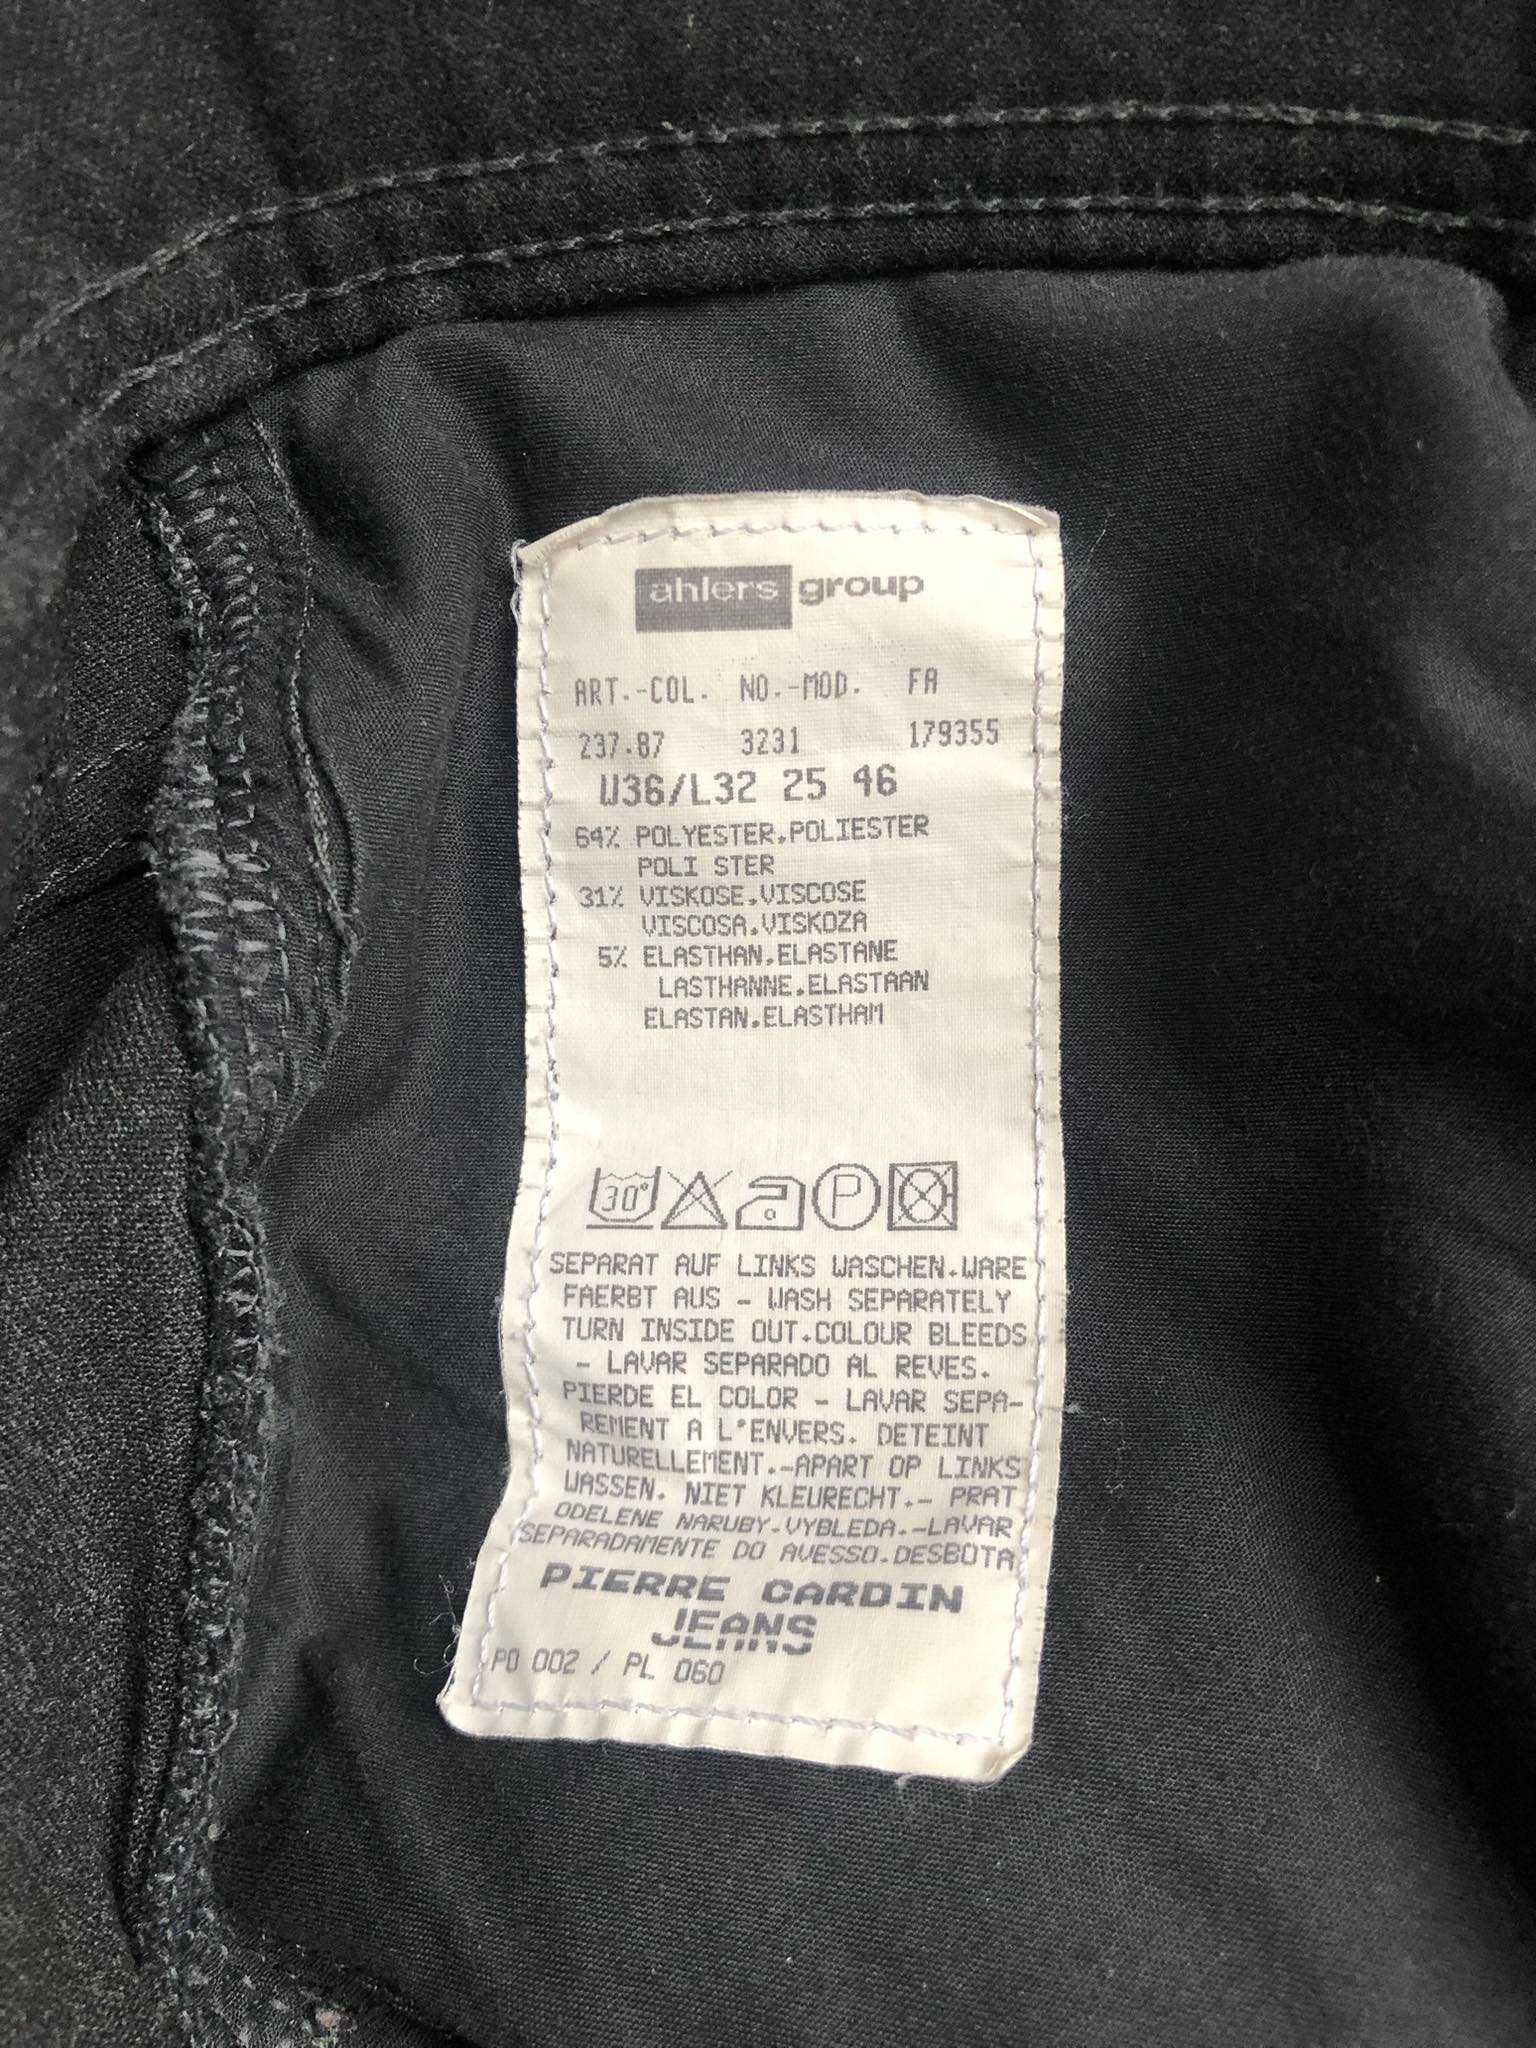 ahlers group
ART.-COL. NO.-MOD. FA
237.87 3231 179355
W36/L32 25 46
64% POLYESTER.POLIESTER
POLI STER
31% VISKOSE.VISCOSE
VISCOSA.VISKOZA
5% ELASTHAN.ELASTANE
LASTHANNE.ELASTAAN
ELASTAN.ELASTHAM
30° P
SEPARAT AUF LINKS WASCHEN.WARE
FAERBT AUS - WASH SEPARATELY
TURN INSIDE OUT.COLOUR BLEEDS
- LAVAR SEPARADO AL REVES.
PIERDE EL COLOR - LAVAR SEPA-
REMENT A L'ENVERS. DETEINT
NATURELLEMENT.-APART OP LINKS
WASSEN. NIET KLEURECHT.- PRAT
ODELENE NARUBY.VYBLEDA.-LAVAR
SEPARADAMENTE DO AVESSO.DESBOTA
PIERRE CARDIN
JEANS
PO 002 / PL 060